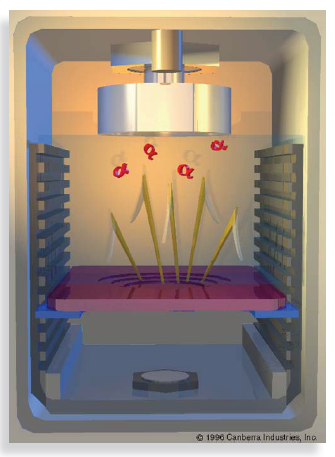 α
α
α
α
© 1996 Canberra Industries, Inc.